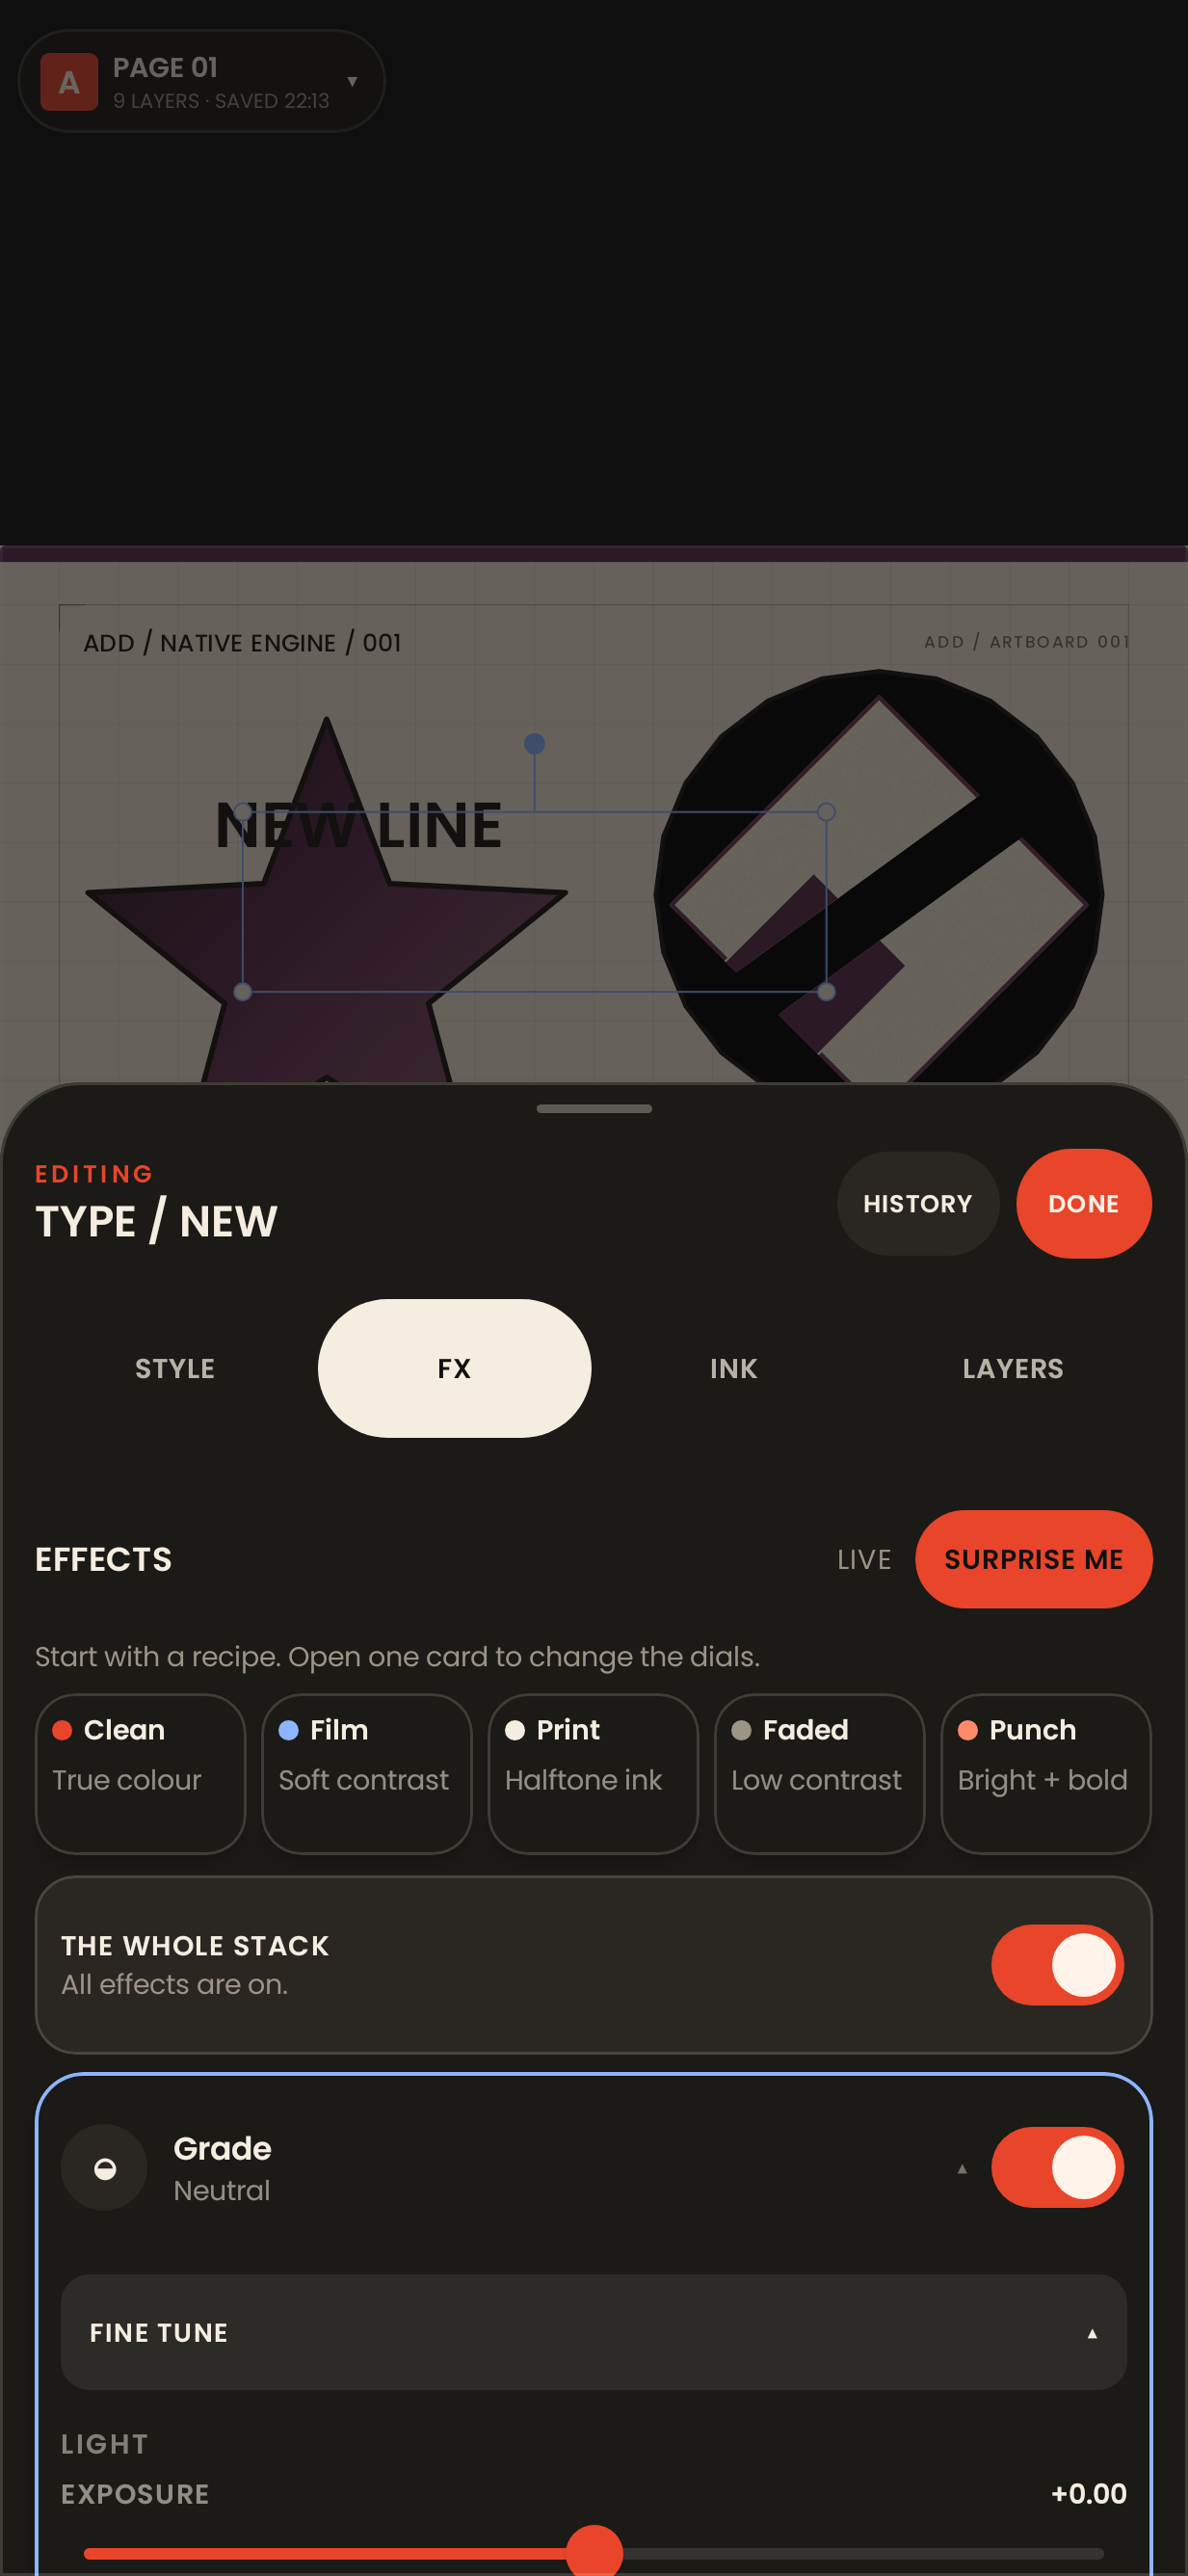 A
PAGE 01
9 LAYERS · SAVED 22:13
ADD / NATIVE ENGINE / 001
ADD / ARTBOARD 001
NEW LINE
EDITING
TYPE / NEW
HISTORY
DONE
STYLE
FX
INK
LAYERS
EFFECTS
LIVE
SURPRISE ME
Start with a recipe. Open one card to change the dials.
Clean
True colour
Film
Soft contrast
Print
Halftone ink
Faded
Low contrast
Punch
Bright + bold
THE WHOLE STACK
All effects are on.
Grade
Neutral
FINE TUNE
LIGHT
EXPOSURE
+0.00